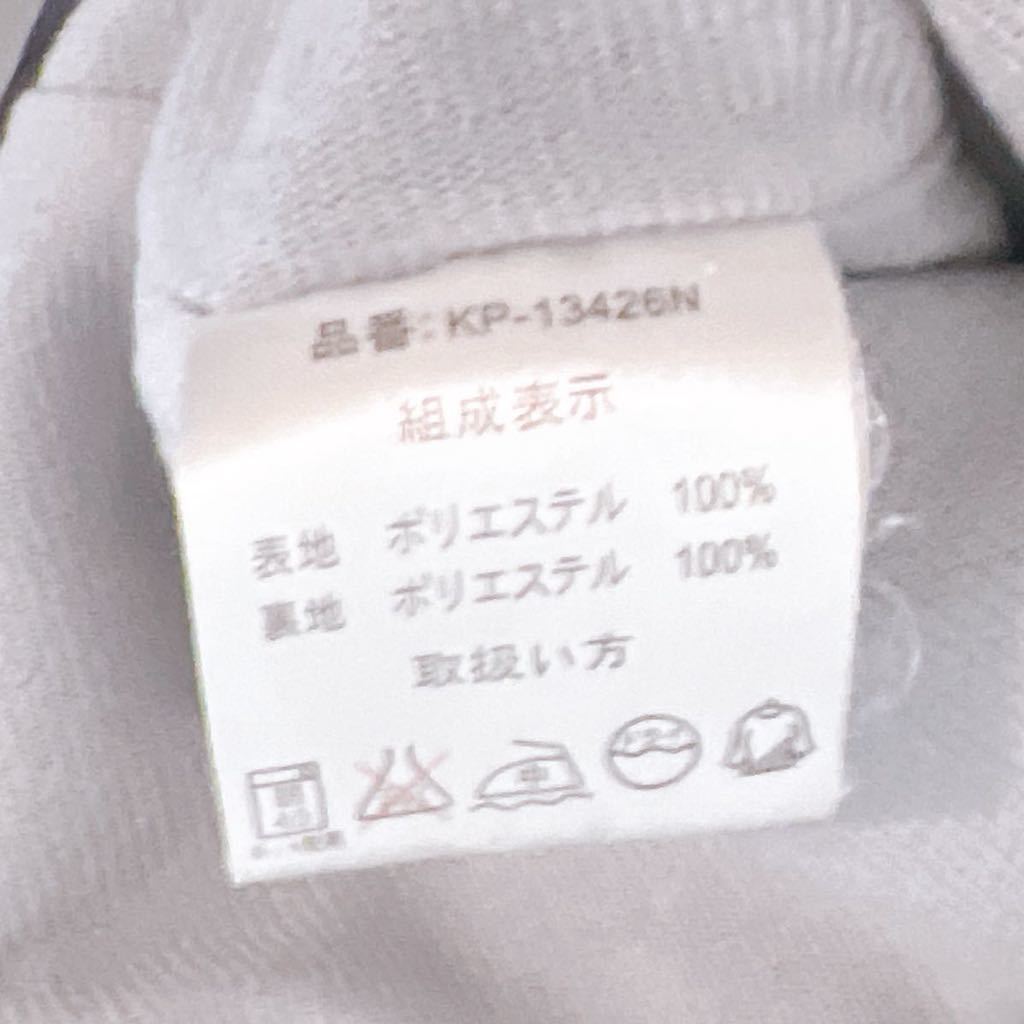 品番:KP-13426N
組成表示
表地 ポリエステル 100%
裏地 ポリエステル 100%
取扱い方
中